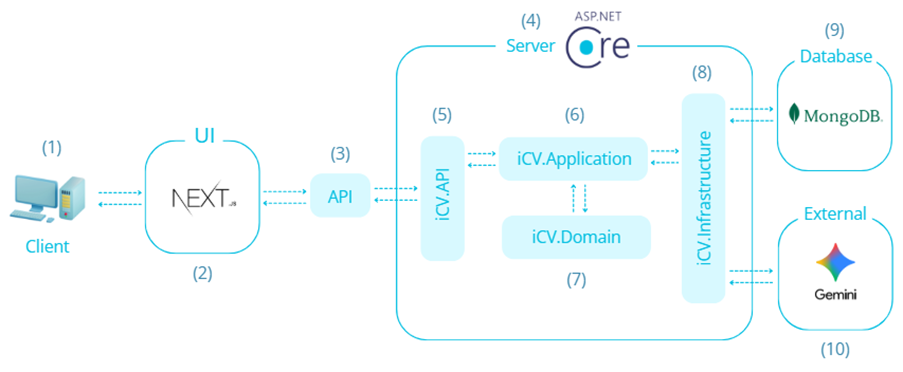 (1)
Client
UI
NEXT.JS
(2)
(3)
API
(4)
Server
ASP.NET
Core
(5)
iCV.API
(6)
iCV.Application
iCV.Domain
(7)
(8)
iCV.Infrastructure
(9)
Database
MongoDB.
External
Gemini
(10)